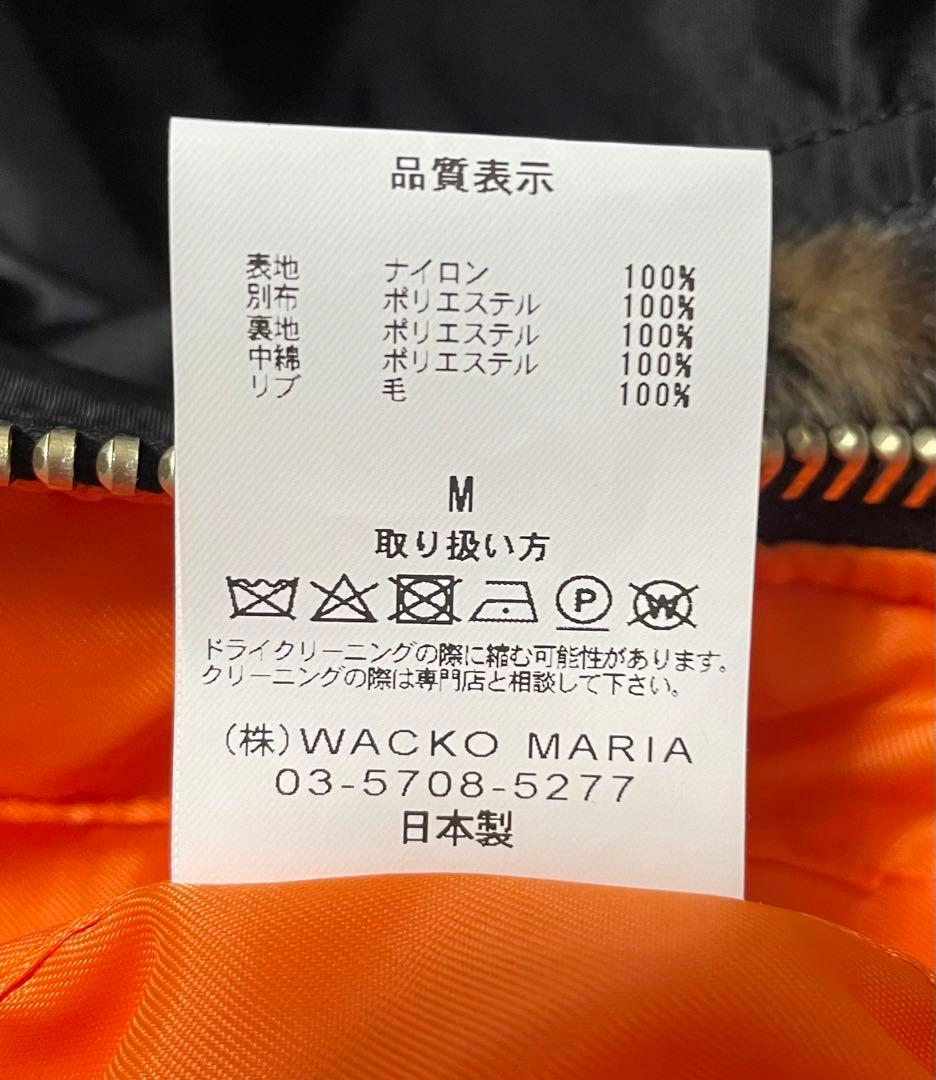 品質表示
表地 ナイロン 100%
別布 ポリエステル 100%
裏地 ポリエステル 100%
中綿 ポリエステル 100%
リブ 毛 100%
M
取り扱い方
P W
ドライクリーニングの際に縮む可能性があります。
クリーニングの際は専門店と相談して下さい。
(株)WACKO MARIA
03-5708-5277
日本製